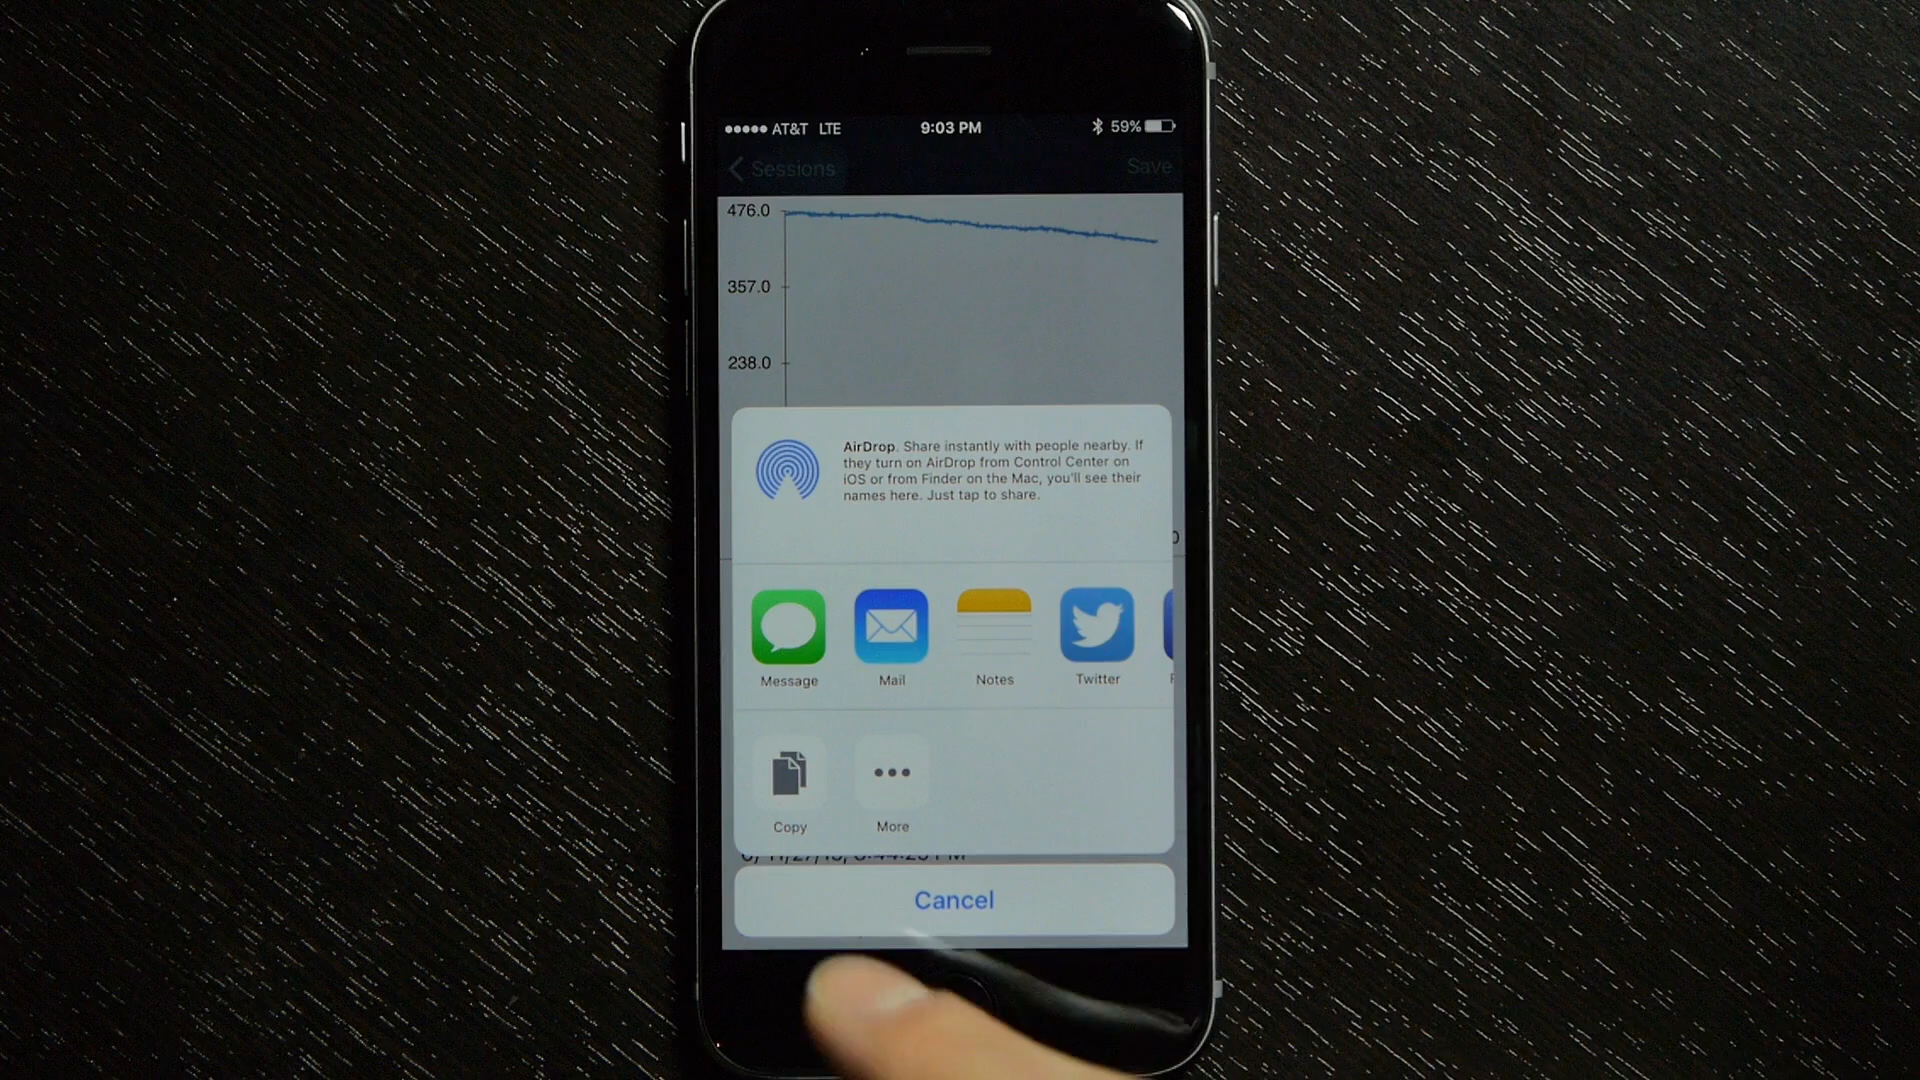 AT&T LTE 9:03 PM 59%
Sessions Save
476.0
357.0
238.0
AirDrop. Share instantly with people nearby. If
they turn on AirDrop from Control Center on
iOS or from Finder on the Mac, you'll see their
names here. Just tap to share.
Message Mail Notes Twitter
Copy More
Cancel